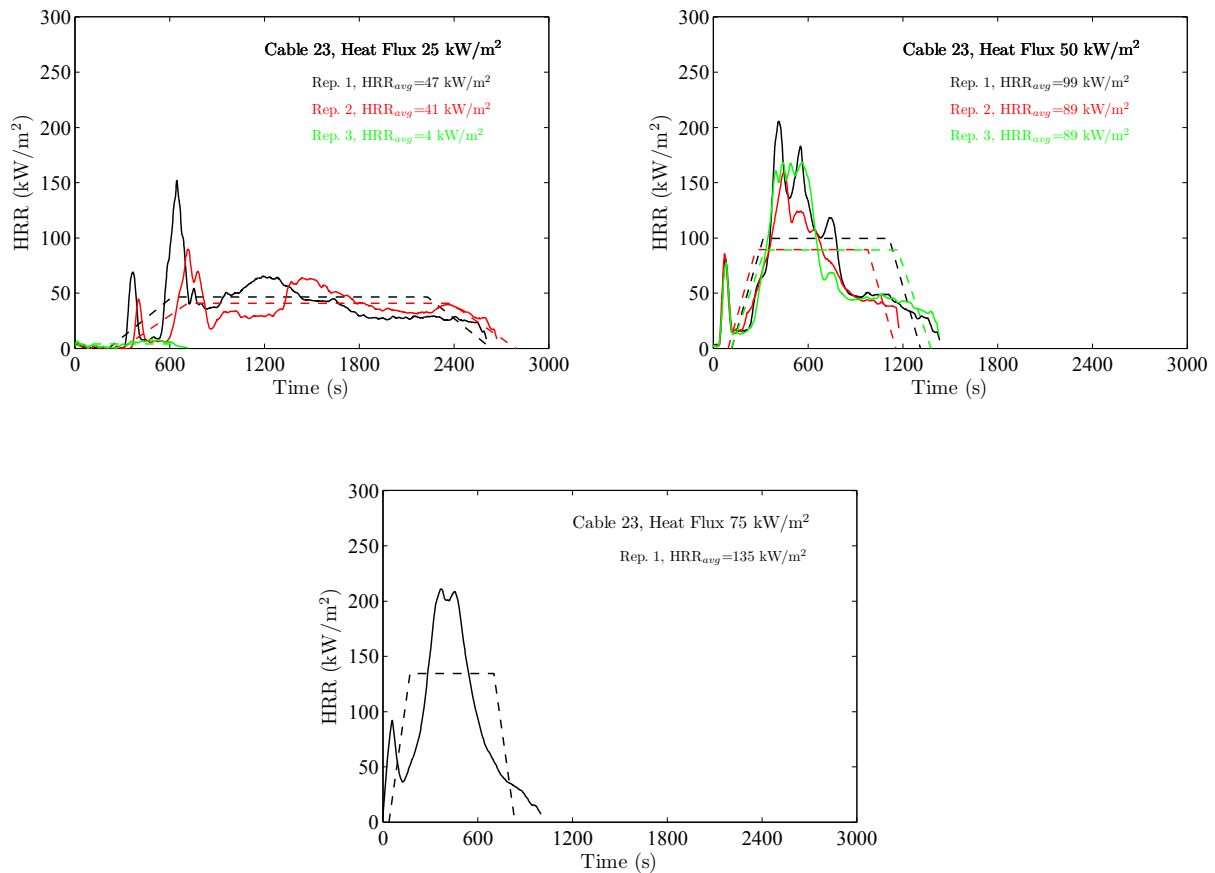 300
250
200
150
100
50
0
HRR (kW/m²)
Cable 23, Heat Flux 25 kW/m²
Rep. 1, HRRavg=47 kW/m²
Rep. 2, HRRavg=41 kW/m²
Rep. 3, HRRavg=4 kW/m²
0 600 1200 1800 2400 3000
Time (s)
300
250
200
150
100
50
0
HRR (kW/m²)
Cable 23, Heat Flux 50 kW/m²
Rep. 1, HRRavg=99 kW/m²
Rep. 2, HRRavg=89 kW/m²
Rep. 3, HRRavg=89 kW/m²
0 600 1200 1800 2400 3000
Time (s)
300
250
200
150
100
50
0
HRR (kW/m²)
Cable 23, Heat Flux 75 kW/m²
Rep. 1, HRRavg=135 kW/m²
0 600 1200 1800 2400 3000
Time (s)